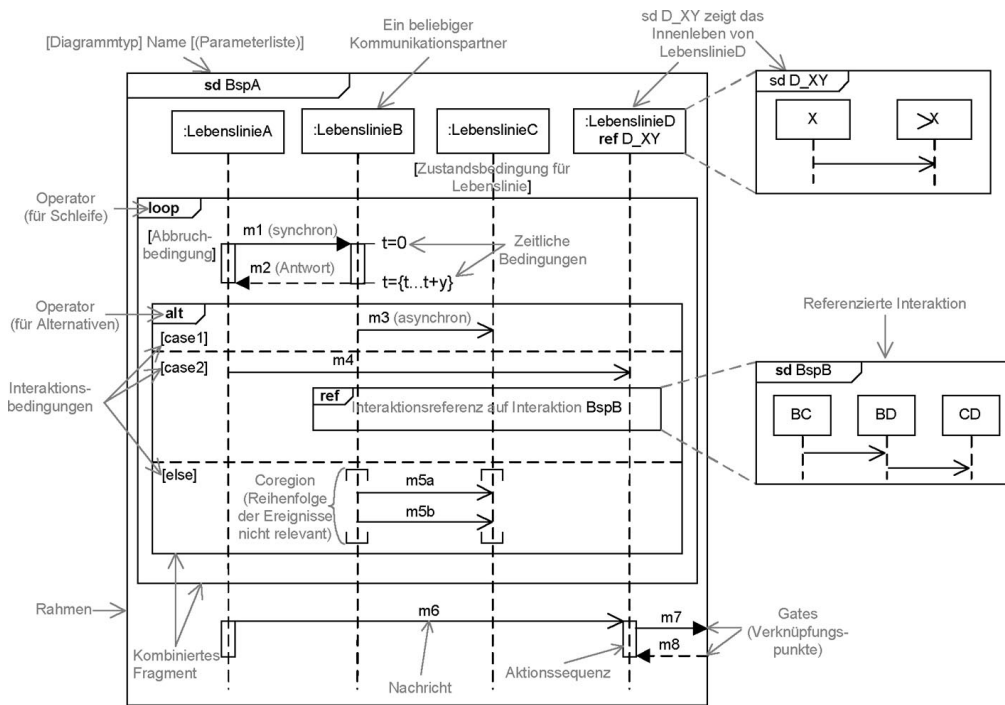 Ein beliebiger
Kommunikationspartner
sd D_XY zeigt das
Innenleben von
LebenslinieD
[Diagrammtyp] Name [(Parameterliste)]
sd BspA
sd D_XY
:LebenslinieA
:LebenslinieB
:LebenslinieC
:LebenslinieD
ref D_XY
X
X
[Zustandsbedingung für
Lebenslinie]
Operator
(für Schleife)
loop
[Abbruch-
bedingung]
m1 (synchron)
t=0
Zeitliche
Bedingungen
m2 (Antwort)
t={t...t+y}
Operator
(für Alternativen)
alt
m3 (asynchron)
Referenzierte Interaktion
[case1]
[case2]
m4
sd BspB
Interaktions-
bedingungen
ref
Interaktionsreferenz auf Interaktion BspB
BC
BD
CD
[else]
Coregion
(Reihenfolge
der Ereignisse
nicht relevant)
m5a
m5b
Rahmen
m6
m7
m8
Gates
(Verknüpfungs-
punkte)
Kombiniertes
Fragment
Nachricht
Aktionssequenz